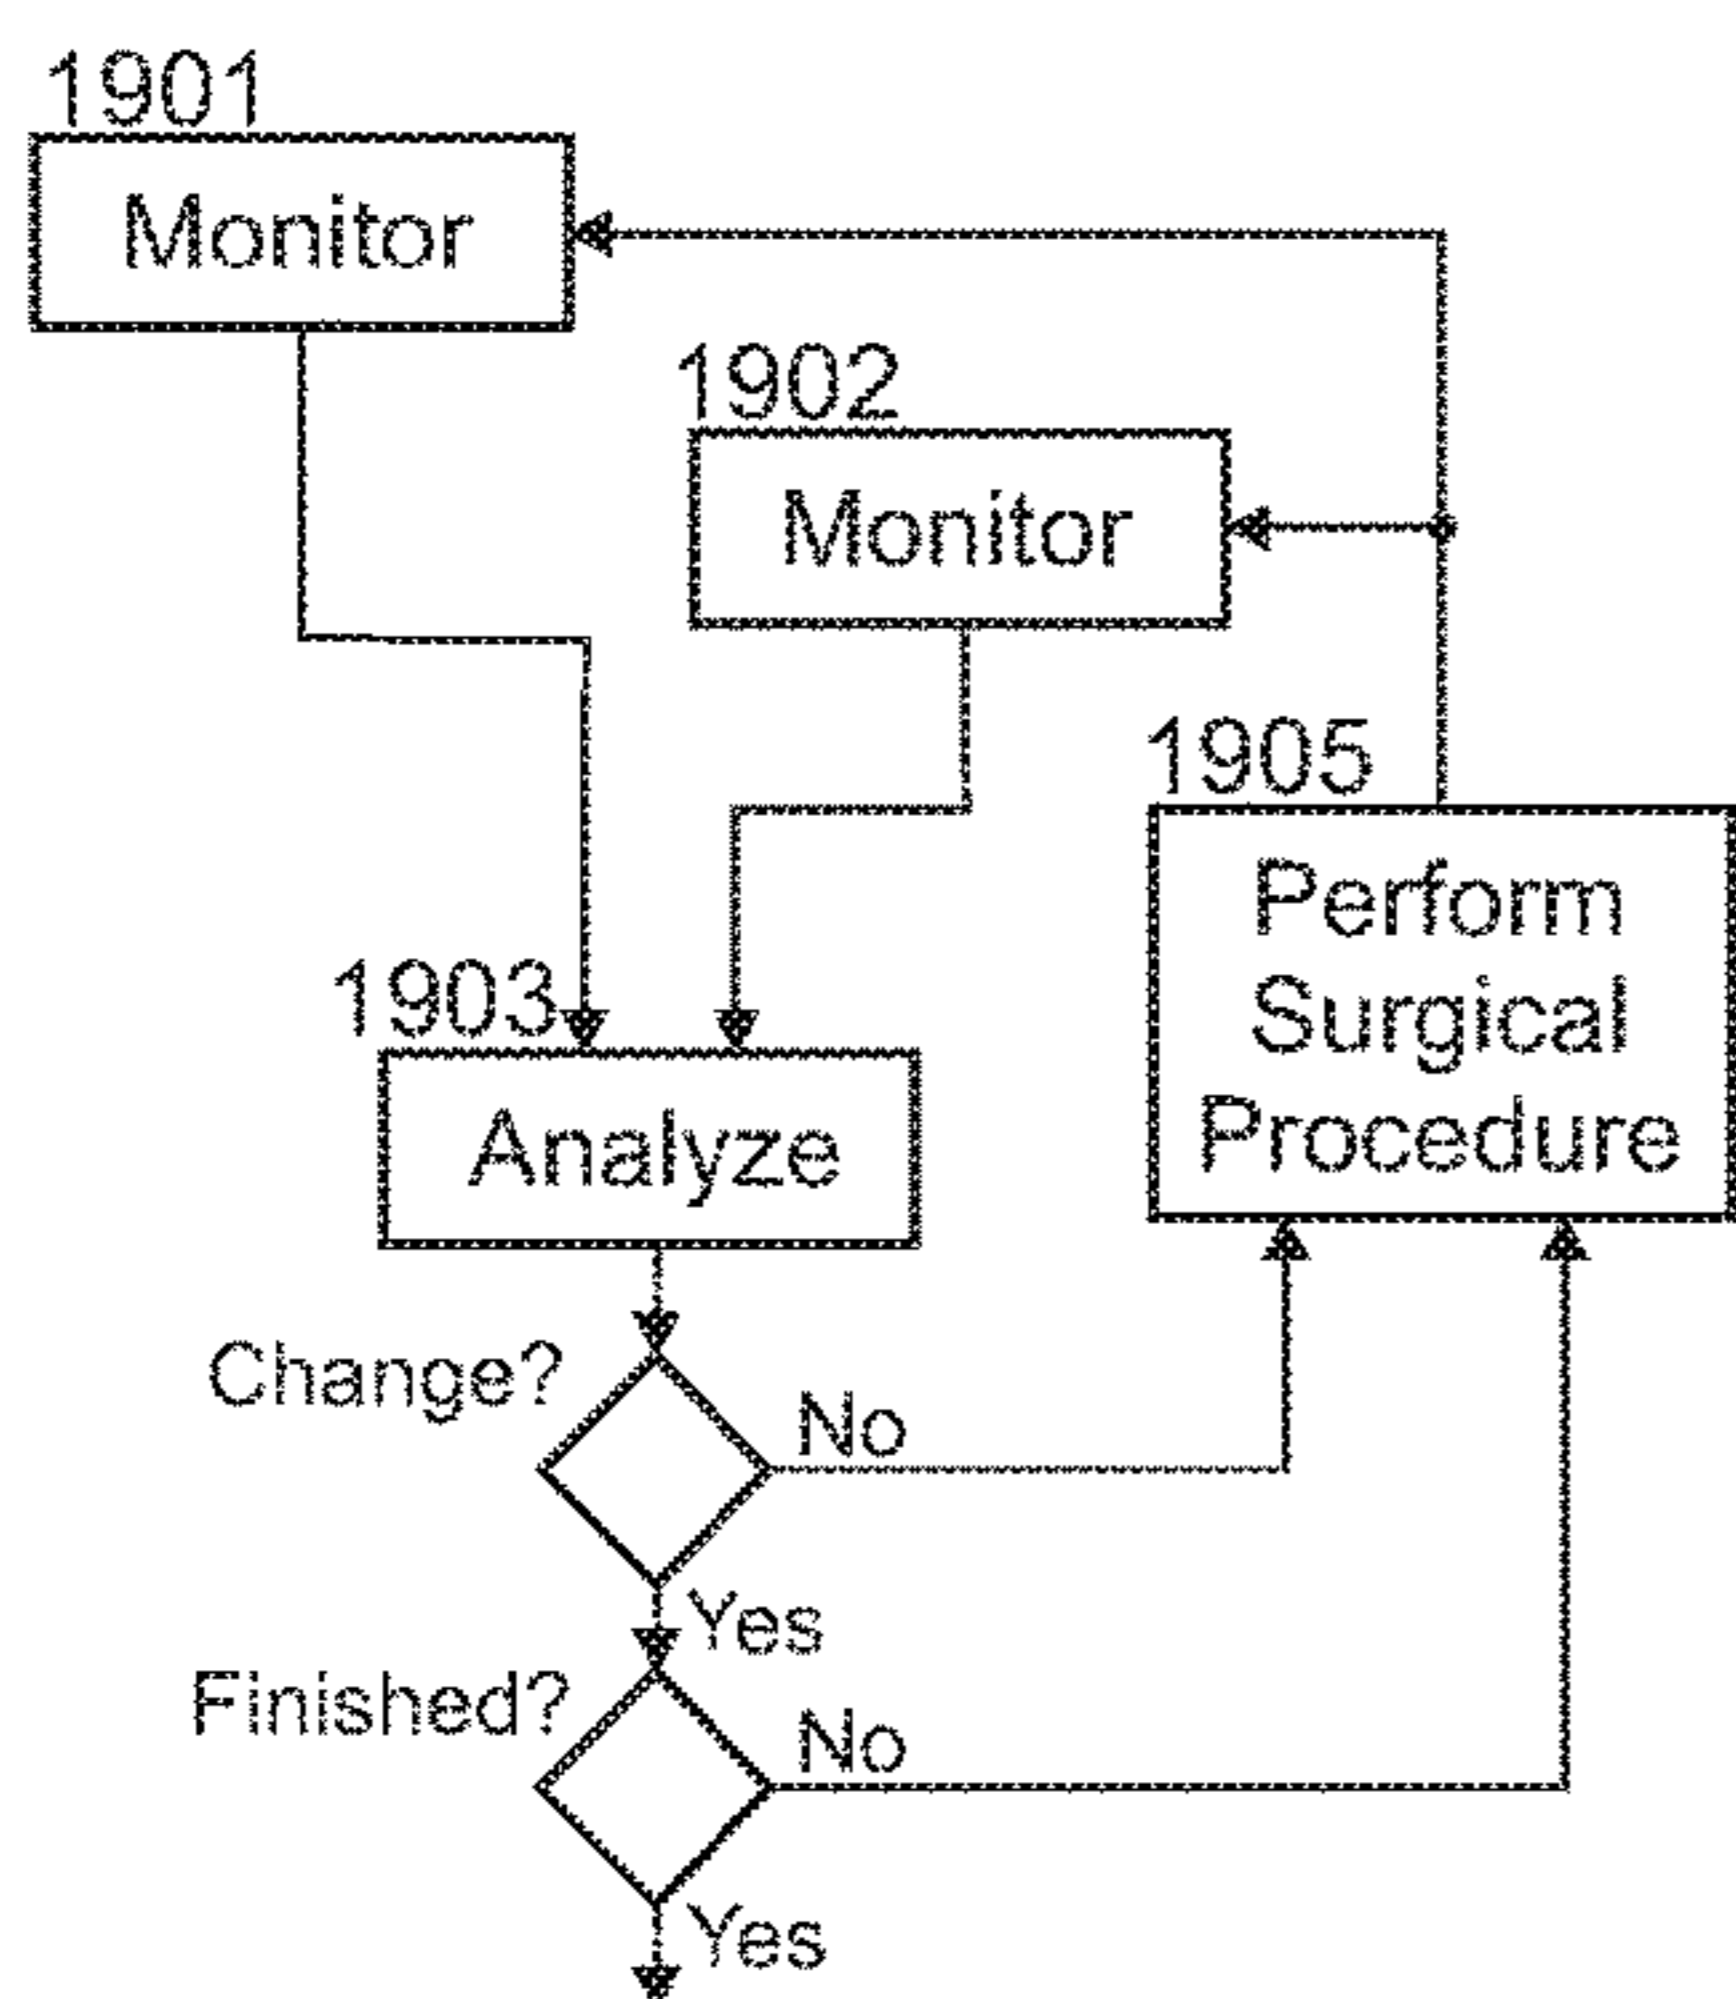 1901
Monitor
1902
Monitor
1905
Perform
Surgical
Procedure
1903
Analyze
Change?
No
Yes
Finished?
No
Yes